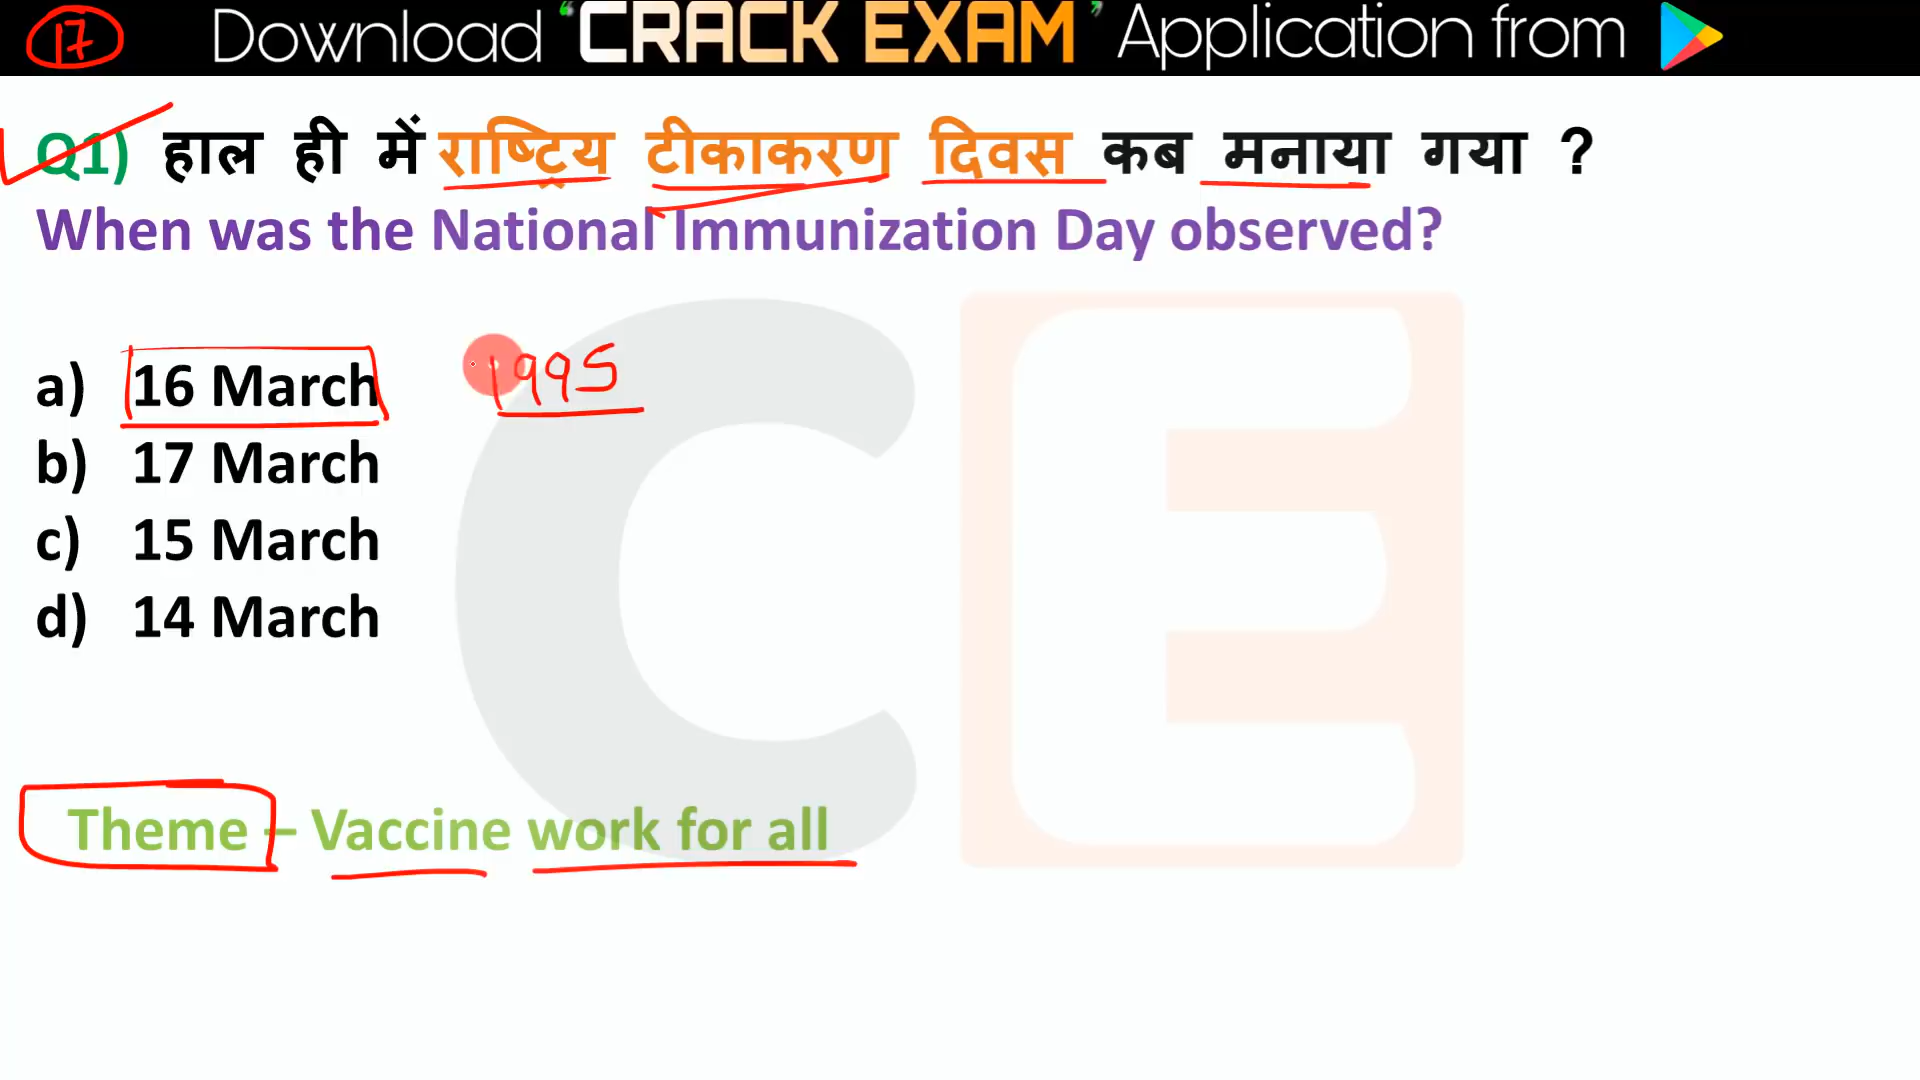 17 Download ‘CRACK EXAM’ Application from
Q1) हाल ही में राष्ट्रिय टीकाकरण दिवस कब मनाया गया ?
When was the National Immunization Day observed?
a) 16 March 1995
b) 17 March
c) 15 March
d) 14 March
Theme – Vaccine work for all
CE